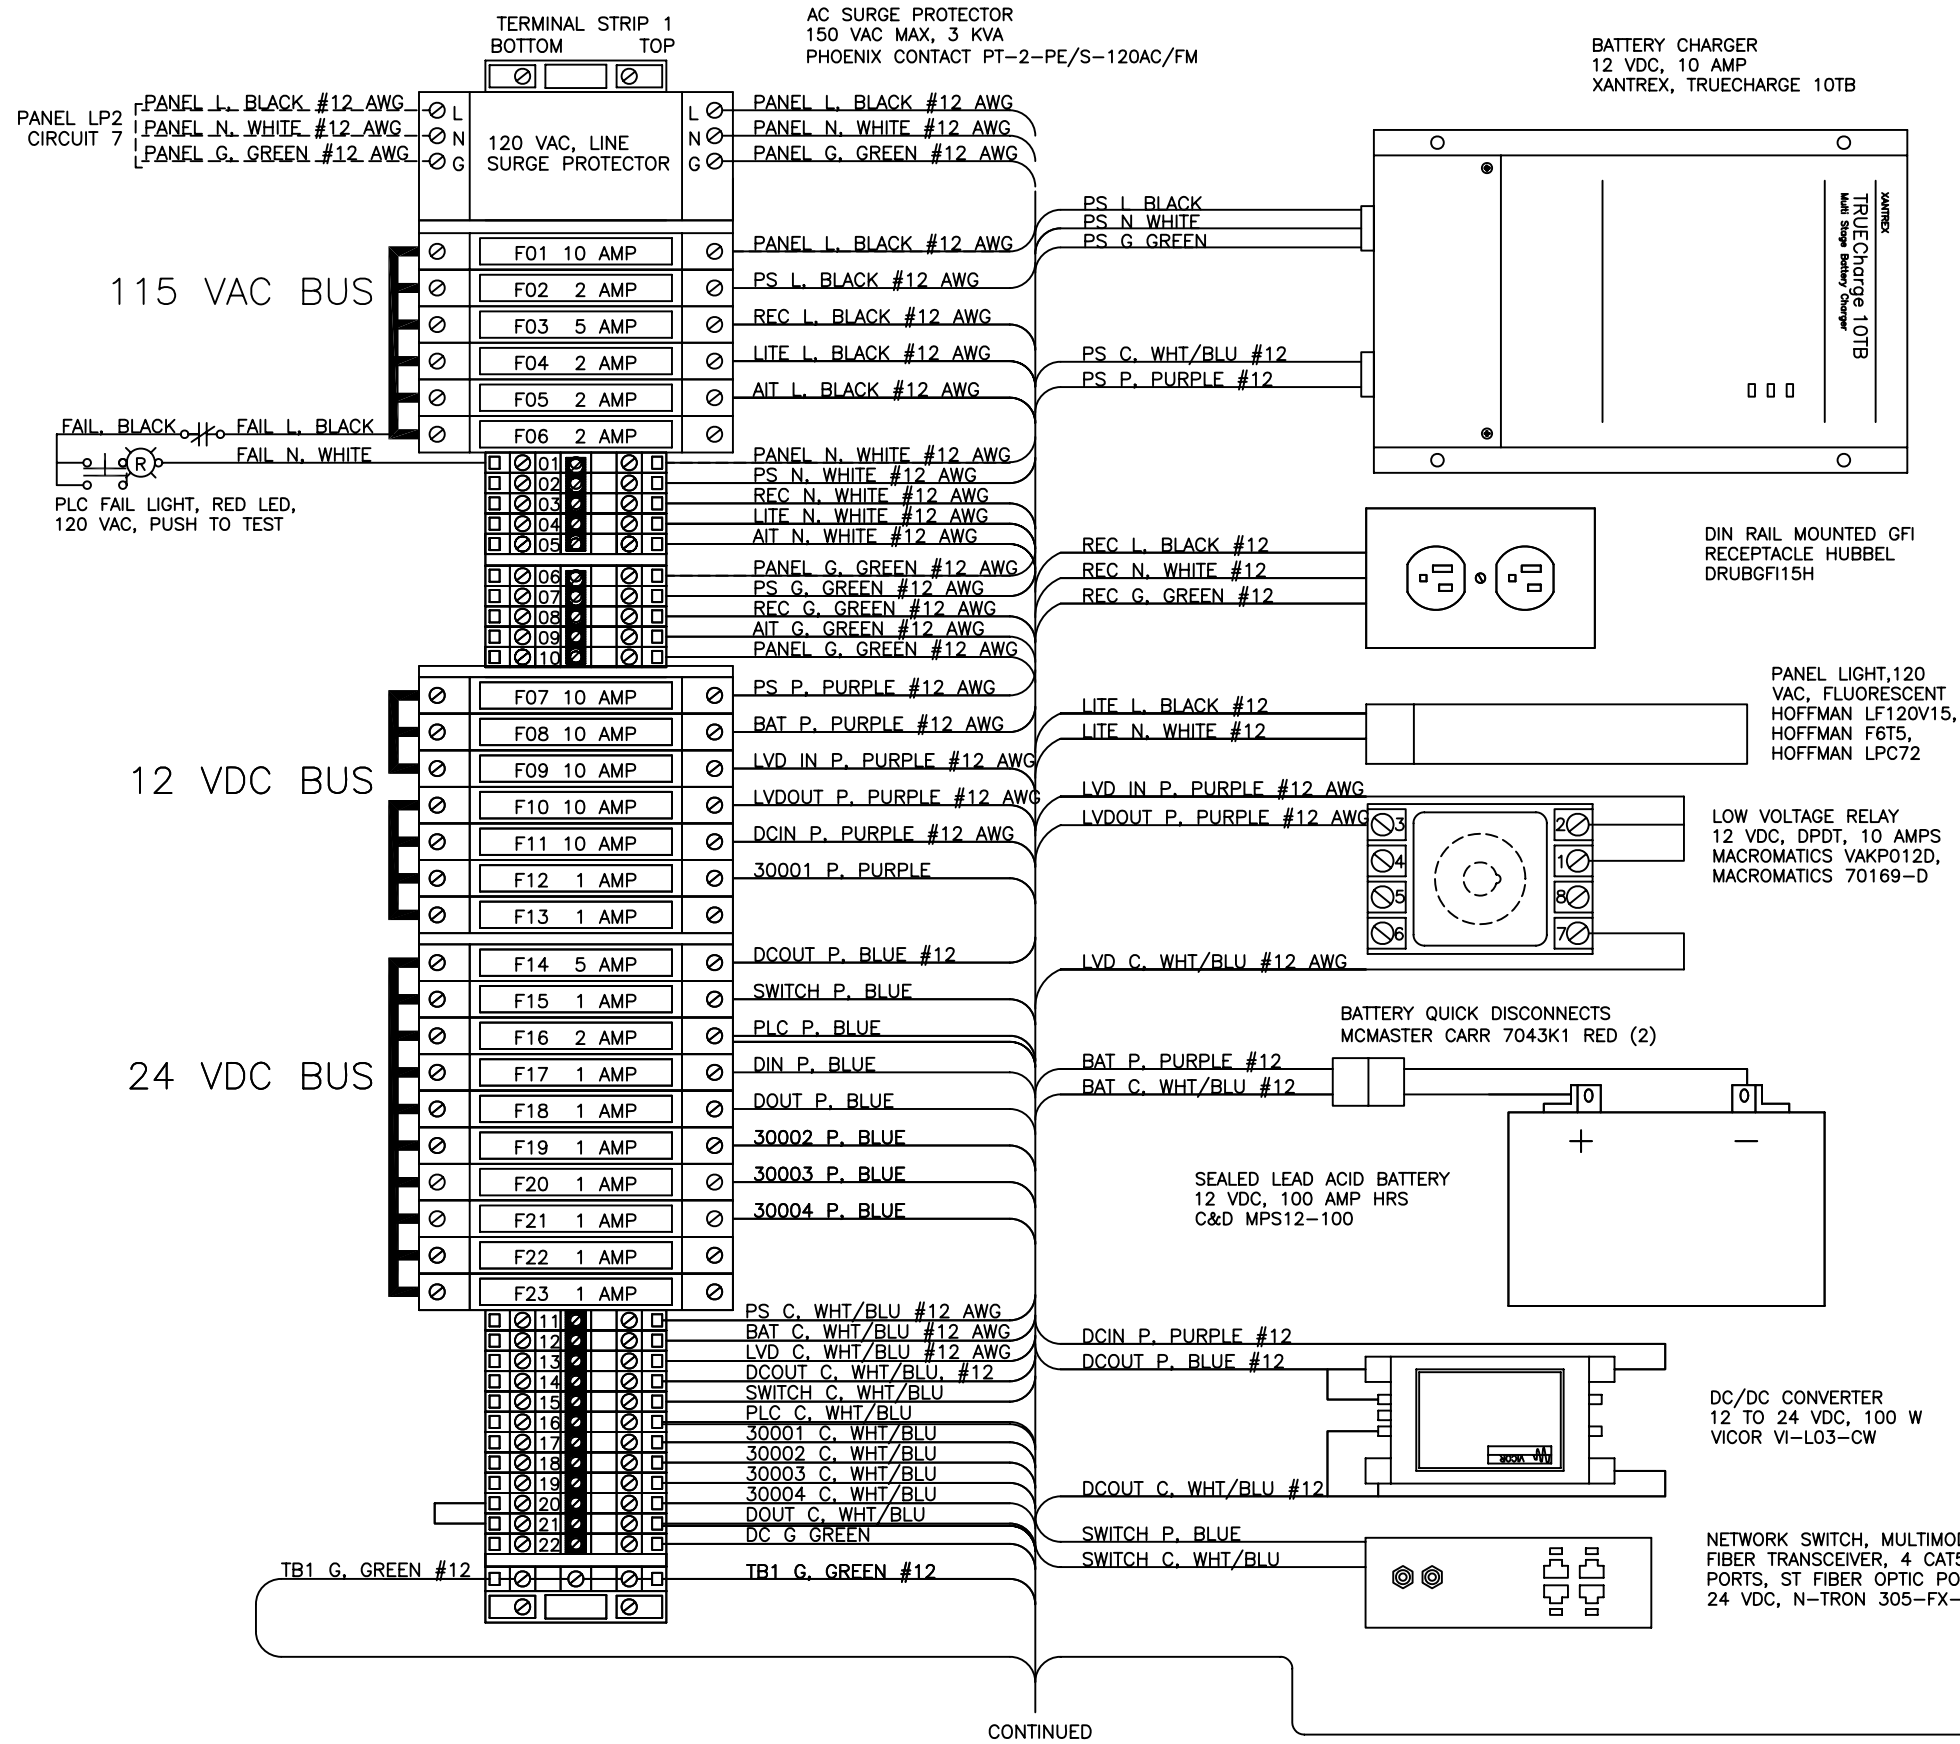 TERMINAL STRIP 1
BOTTOM TOP
AC SURGE PROTECTOR
150 VAC MAX, 3 KVA
PHOENIX CONTACT PT-2-PE/S-120AC/FM
BATTERY CHARGER
12 VDC, 10 AMP
XANTREX, TRUECHARGE 10TB
PANEL LP2
CIRCUIT 7
PANEL L, BLACK #12 AWG
PANEL N, WHITE #12 AWG
PANEL G, GREEN #12 AWG
L
N
G
120 VAC, LINE
SURGE PROTECTOR
L
N
G
PANEL L, BLACK #12 AWG
PANEL N, WHITE #12 AWG
PANEL G, GREEN #12 AWG
115 VAC BUS
F01 10 AMP
F02 2 AMP
F03 5 AMP
F04 2 AMP
F05 2 AMP
F06 2 AMP
PANEL L, BLACK #12 AWG
PS L, BLACK #12 AWG
REC L, BLACK #12 AWG
LITE L, BLACK #12 AWG
AIT L, BLACK #12 AWG
FAIL, BLACK
FAIL L, BLACK
FAIL N, WHITE
R
PLC FAIL LIGHT, RED LED,
120 VAC, PUSH TO TEST
01
02
03
04
05
06
07
08
09
10
PANEL N, WHITE #12 AWG
PS N, WHITE #12 AWG
REC N, WHITE #12 AWG
LITE N, WHITE #12 AWG
AIT N, WHITE #12 AWG
PANEL G, GREEN #12 AWG
PS G, GREEN #12 AWG
REC G, GREEN #12 AWG
AIT G, GREEN #12 AWG
PANEL G, GREEN #12 AWG
12 VDC BUS
F07 10 AMP
F08 10 AMP
F09 10 AMP
F10 10 AMP
F11 10 AMP
F12 1 AMP
F13 1 AMP
PS P, PURPLE #12 AWG
BAT P, PURPLE #12 AWG
LVD IN P, PURPLE #12 AWG
LVDOUT P, PURPLE #12 AWG
DCIN P, PURPLE #12 AWG
30001 P, PURPLE
24 VDC BUS
F14 5 AMP
F15 1 AMP
F16 2 AMP
F17 1 AMP
F18 1 AMP
F19 1 AMP
F20 1 AMP
F21 1 AMP
F22 1 AMP
F23 1 AMP
DCOUT P, BLUE #12
SWITCH P, BLUE
PLC P, BLUE
DIN P, BLUE
DOUT P, BLUE
30002 P, BLUE
30003 P, BLUE
30004 P, BLUE
11
12
13
14
15
16
17
18
19
20
21
22
PS C, WHT/BLU #12 AWG
BAT C, WHT/BLU #12 AWG
LVD C, WHT/BLU #12 AWG
DCOUT C, WHT/BLU, #12
SWITCH C, WHT/BLU
PLC C, WHT/BLU
30001 C, WHT/BLU
30002 C, WHT/BLU
30003 C, WHT/BLU
30004 C, WHT/BLU
DOUT C, WHT/BLU
DC G GREEN
TB1 G, GREEN #12
TB1 G, GREEN #12
CONTINUED
PS L BLACK
PS N WHITE
PS G GREEN
PS C, WHT/BLU #12
PS P, PURPLE #12
XANTREX
TRUECharge 10TB
Multi Stage Battery Charger
REC L, BLACK #12
REC N, WHITE #12
REC G, GREEN #12
DIN RAIL MOUNTED GFI
RECEPTACLE HUBBEL
DRUBGFI15H
LITE L, BLACK #12
LITE N, WHITE #12
PANEL LIGHT,120
VAC, FLUORESCENT
HOFFMAN LF120V15,
HOFFMAN F6T5,
HOFFMAN LPC72
LVD IN P, PURPLE #12 AWG
LVDOUT P, PURPLE #12 AWG
3
4
5
6
2
1
8
7
LOW VOLTAGE RELAY
12 VDC, DPDT, 10 AMPS
MACROMATICS VAKP012D,
MACROMATICS 70169-D
LVD C, WHT/BLU #12 AWG
BATTERY QUICK DISCONNECTS
MCMASTER CARR 7043K1 RED (2)
BAT P, PURPLE #12
BAT C, WHT/BLU #12
+ −
SEALED LEAD ACID BATTERY
12 VDC, 100 AMP HRS
C&D MPS12-100
DCIN P, PURPLE #12
DCOUT P, BLUE #12
VICOR
DC/DC CONVERTER
12 TO 24 VDC, 100 W
VICOR VI-L03-CW
DCOUT C, WHT/BLU #12
SWITCH P, BLUE
SWITCH C, WHT/BLU
NETWORK SWITCH, MULTIMOD
FIBER TRANSCEIVER, 4 CAT5
PORTS, ST FIBER OPTIC PO
24 VDC, N-TRON 305-FX-